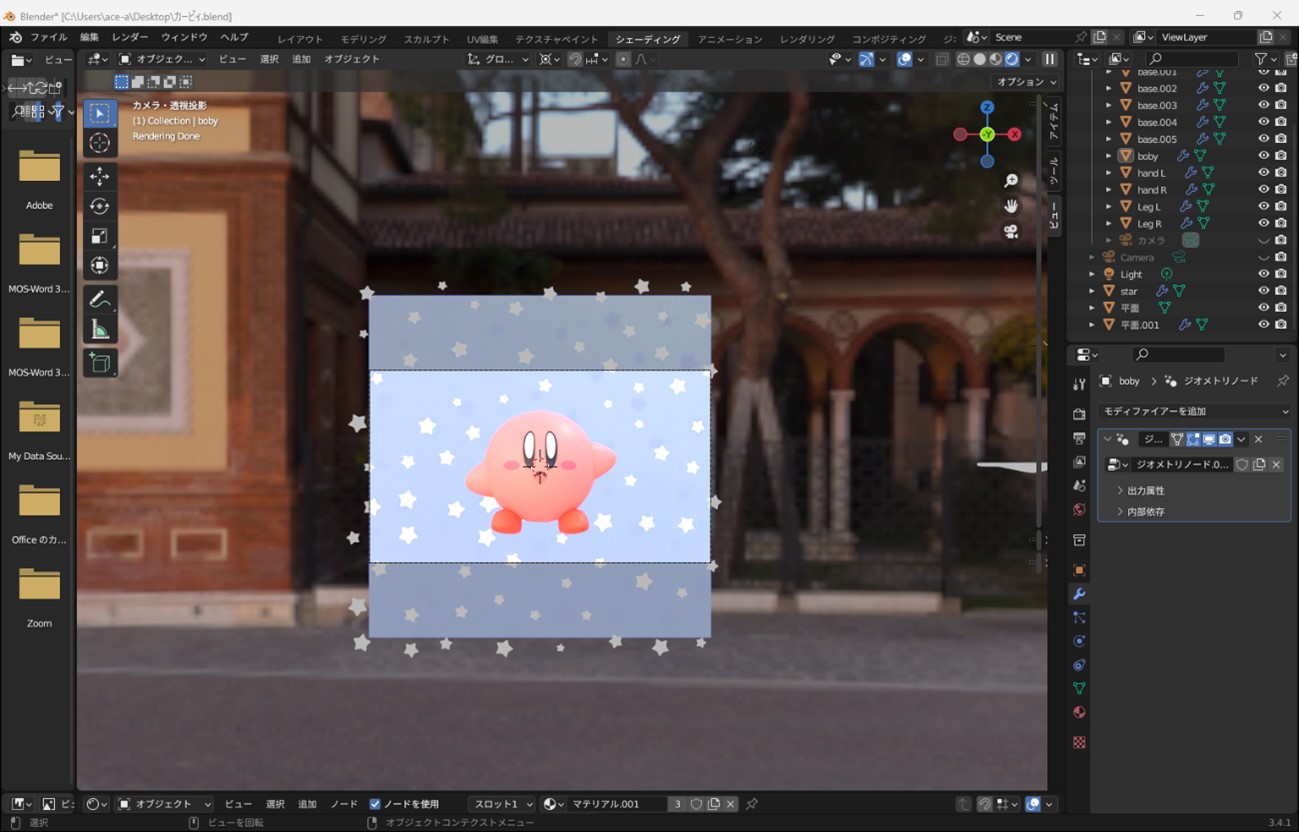 Blender* [C:\Users\ace-a\Desktop\カービィ.blend]
ファイル 編集 レンダー ウィンドウ ヘルプ レイアウト モデリング スカルプト UV編集 テクスチャペイント シェーディング アニメーション レンダリング コンポジティング ジ Scene ViewLayer
ビュー オブジェク... ビュー 選択 追加 オブジェクト グロ...
オプション
カメラ・透視投影
(1) Collection | boby
Rendering Done
Z
-Y
X
アイテム
ツール
ビュー
Adobe
MOS-Word 3...
MOS-Word 3...
My Data Sou...
Office のカ...
Zoom
base.001
base.002
base.003
base.004
base.005
boby
hand L
hand R
Leg L
Leg R
カメラ
Camera
Light
star
平面
平面.001
boby ジオメトリノード
モディファイアーを追加
ジ...
ジオメトリノード.0...
出力属性
内部依存
ビ オブジェクト ビュー 選択 追加 ノード ノードを使用 スロット1 マテリアル.001 3
選択 ビューを回転 オブジェクトコンテクストメニュー 3.4.1